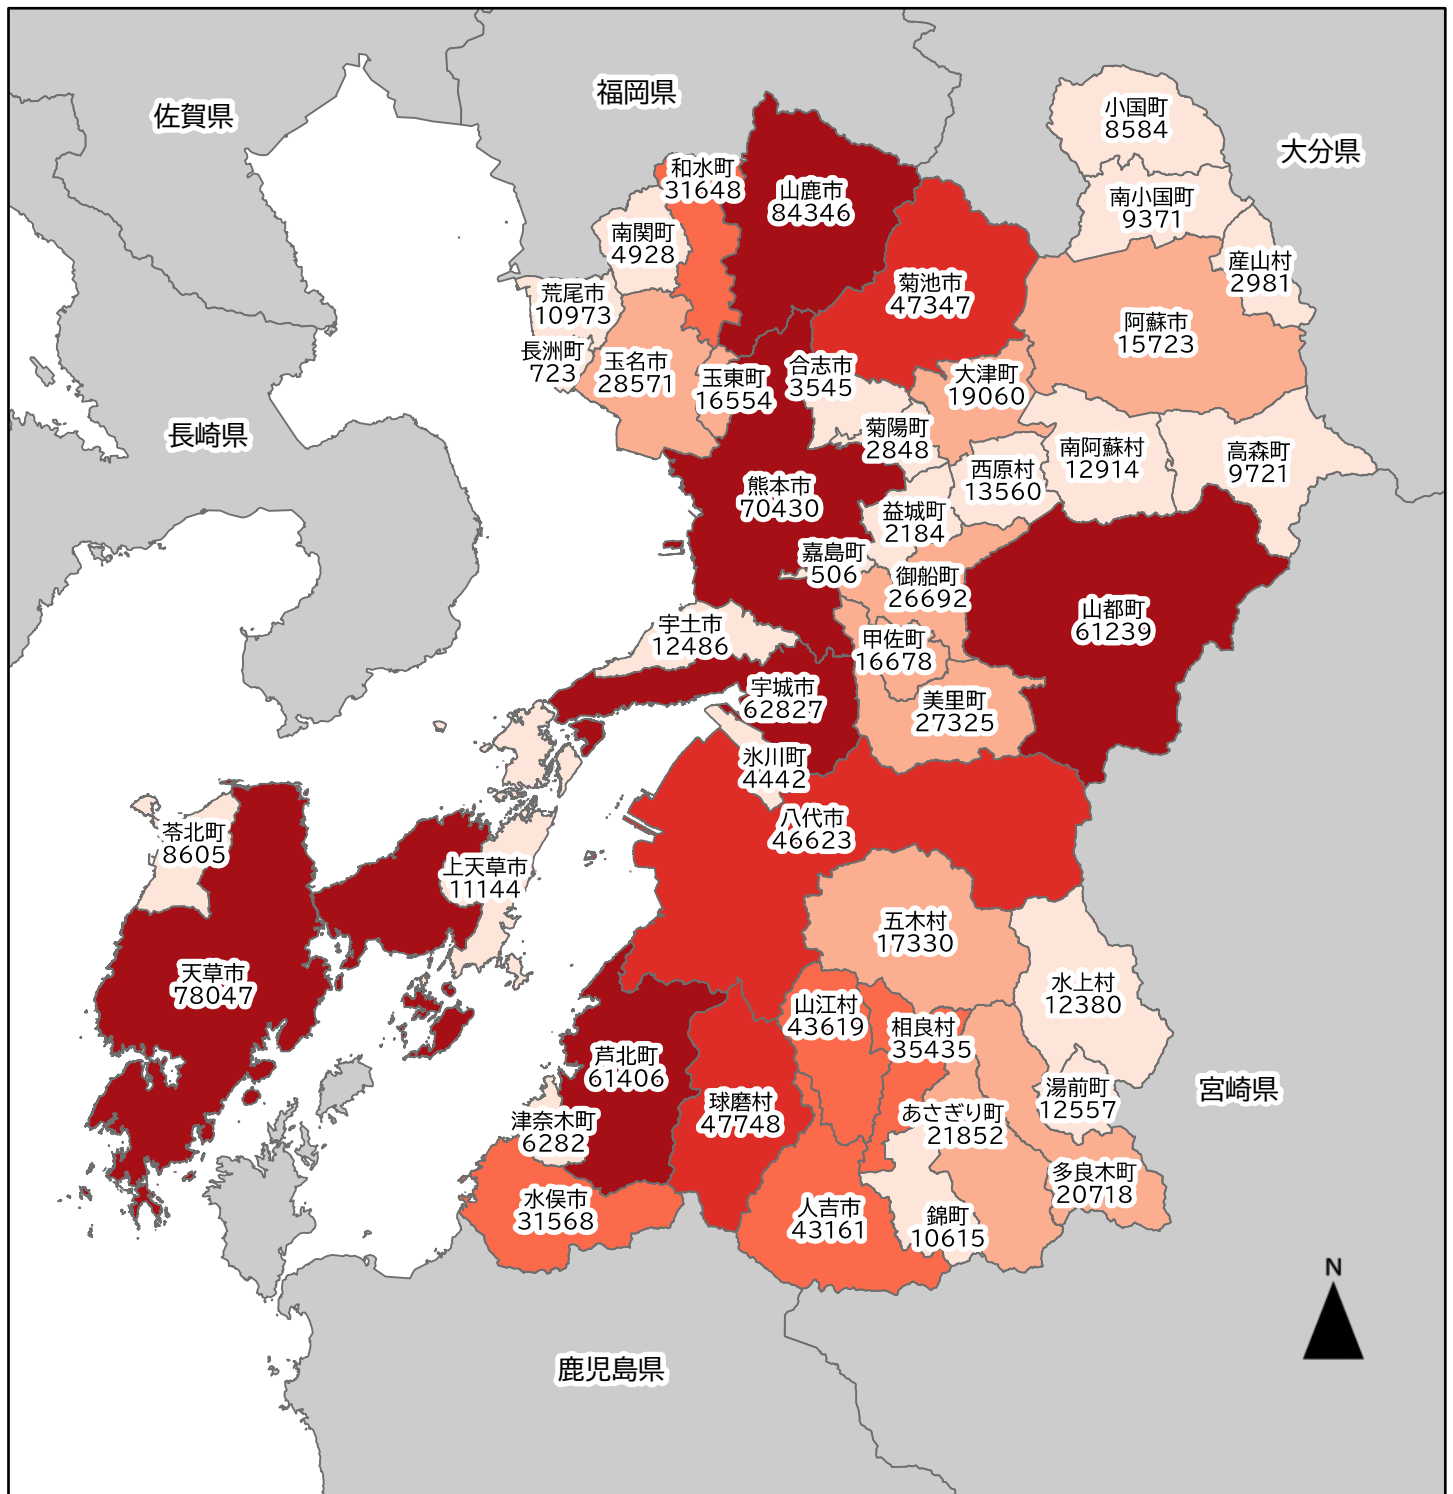 福岡県
佐賀県
大分県
長崎県
小国町
8584
和水町
31648
山鹿市
84346
南小国町
9371
南関町
4928
産山村
2981
菊池市
47347
荒尾市
10973
阿蘇市
15723
長洲町
723
玉名市
28571
玉東町
16554
合志市
3545
大津町
19060
菊陽町
2848
南阿蘇村
12914
高森町
9721
西原村
13560
熊本市
70430
益城町
2184
嘉島町
506
御船町
26692
山都町
61239
宇土市
12486
甲佐町
16678
宇城市
62827
美里町
27325
氷川町
4442
八代市
46623
苓北町
8605
上天草市
11144
五木村
17330
天草市
78047
水上村
12380
山江村
43619
相良村
35435
芦北町
61406
湯前町
12557
球磨村
47748
あさぎり町
21852
津奈木町
6282
多良木町
20718
水俣市
31568
人吉市
43161
錦町
10615
宮崎県
N
鹿児島県